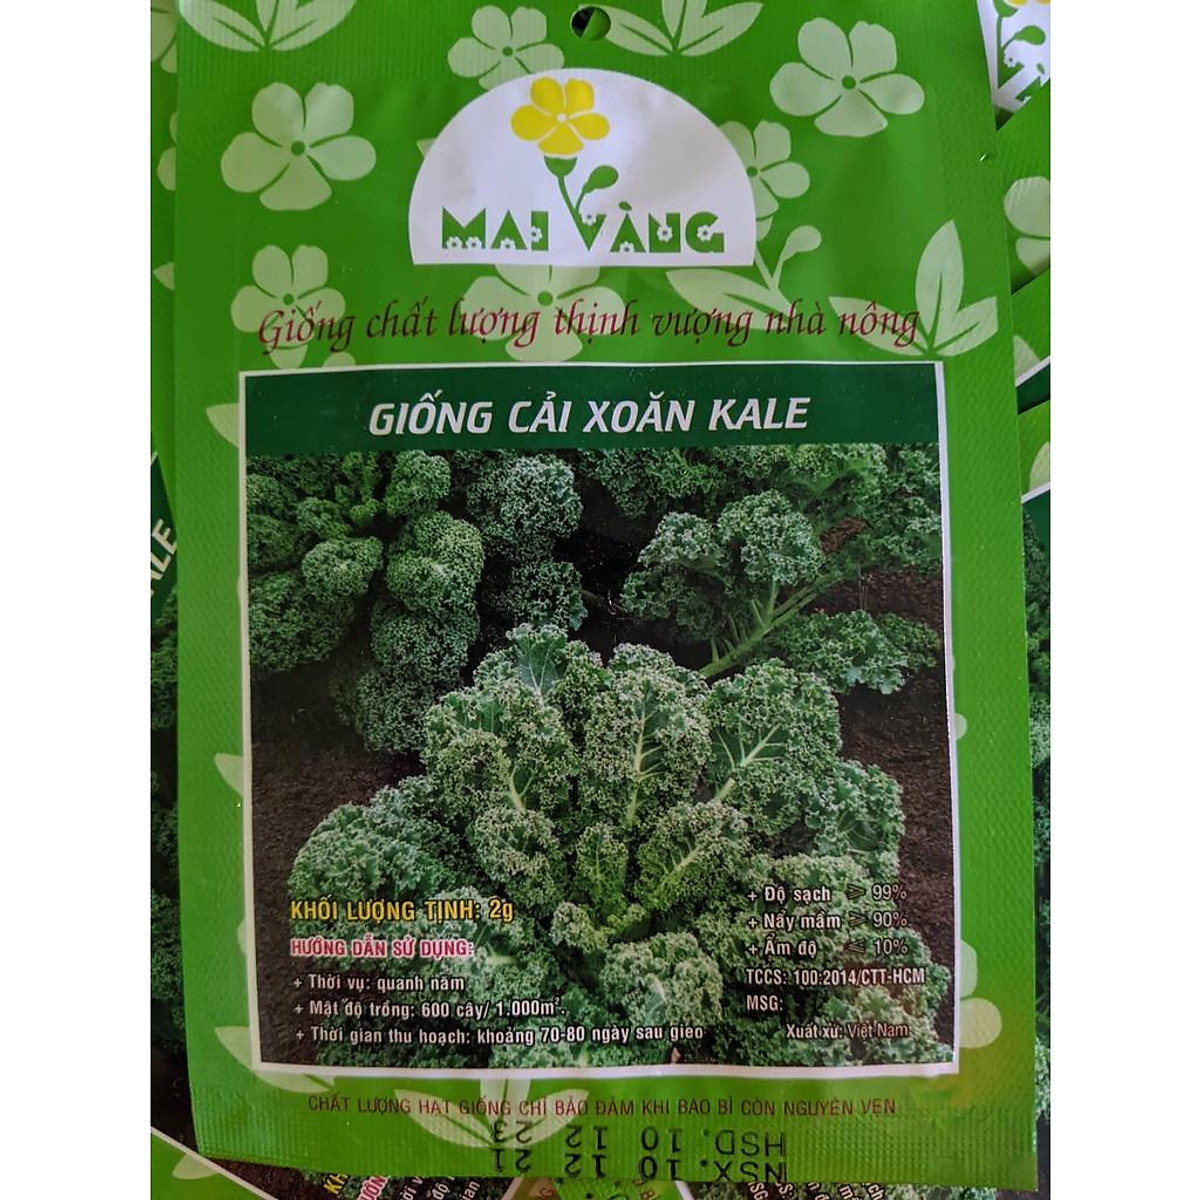 MAI VÀNG
Giống chất lượng thịnh vượng nhà nông
GIỐNG CẢI XOĂN KALE
KHỐI LƯỢNG TỊNH: 2g
HƯỚNG DẪN SỬ DỤNG:
+ Thời vụ: quanh năm
+ Mật độ trồng: 600 cây/ 1.000m².
+ Thời gian thu hoạch: khoảng 70-80 ngày sau gieo
+ Độ sạch ≥ 99%
+ Nẩy mầm ≥ 90%
+ Ẩm độ ≤ 10%
TCCS: 100:2014/CTT-HCM
MSG:
Xuất xứ: Việt Nam
CHẤT LƯỢNG HẠT GIỐNG CHỈ BẢO ĐẢM KHI BAO BÌ CÒN NGUYÊN VẸN
HSD. 10 12 23
NSX. 10 12 21